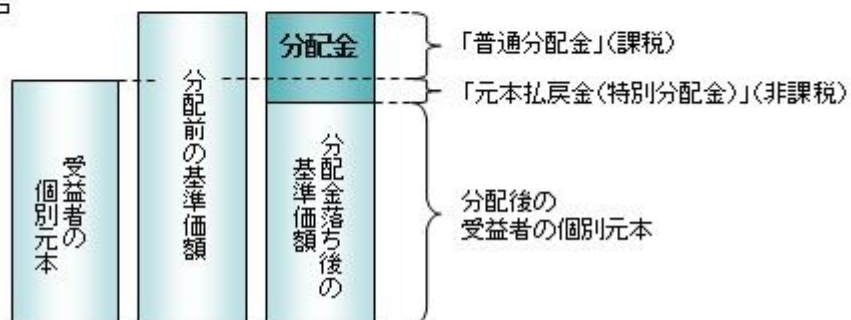 受益者の
個別元本
分配前の基準価額
分配金
分配金落ち後の
基準価額
「普通分配金」(課税)
「元本払戻金(特別分配金)」(非課税)
分配後の
受益者の個別元本